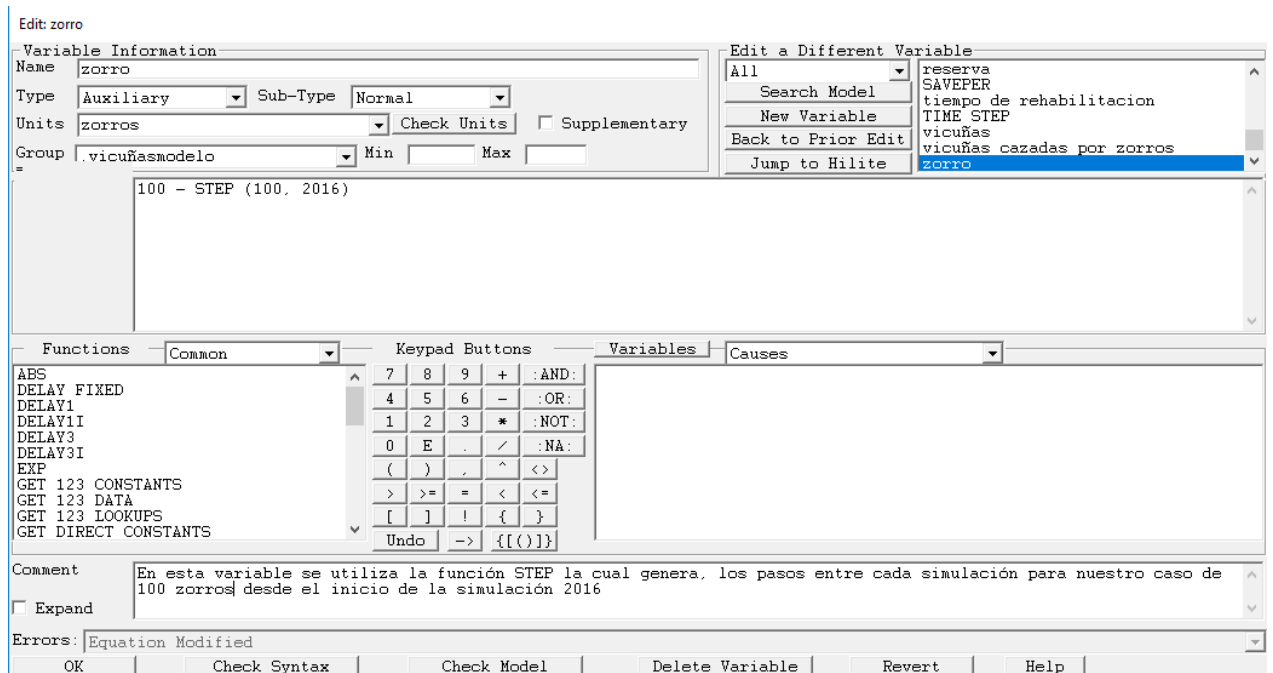 Edit: zorro
Variable Information
Name zorro
Type Auxiliary Sub-Type Normal
Units zorros Check Units Supplementary
Group .vicuñasmodelo Min Max
Edit a Different Variable
All
Search Model
New Variable
Back to Prior Edit
Jump to Hilite
reserva
SAVEPER
tiempo de rehabilitacion
TIME STEP
vicuñas
vicuñas cazadas por zorros
zorro
=
100 - STEP (100, 2016)
Functions Common
ABS
DELAY FIXED
DELAY1
DELAY1I
DELAY3
DELAY3I
EXP
GET 123 CONSTANTS
GET 123 DATA
GET 123 LOOKUPS
GET DIRECT CONSTANTS
Keypad Buttons
7 8 9 + :AND:
4 5 6 - :OR:
1 2 3 * :NOT:
0 E . / :NA:
( ) , ^ <>
> >= = < <=
[ ] ! { }
Undo -> {[()]}
Variables Causes
Comment
Expand
En esta variable se utiliza la función STEP la cual genera, los pasos entre cada simulación para nuestro caso de
100 zorros desde el inicio de la simulación 2016
Errors: Equation Modified
OK Check Syntax Check Model Delete Variable Revert Help